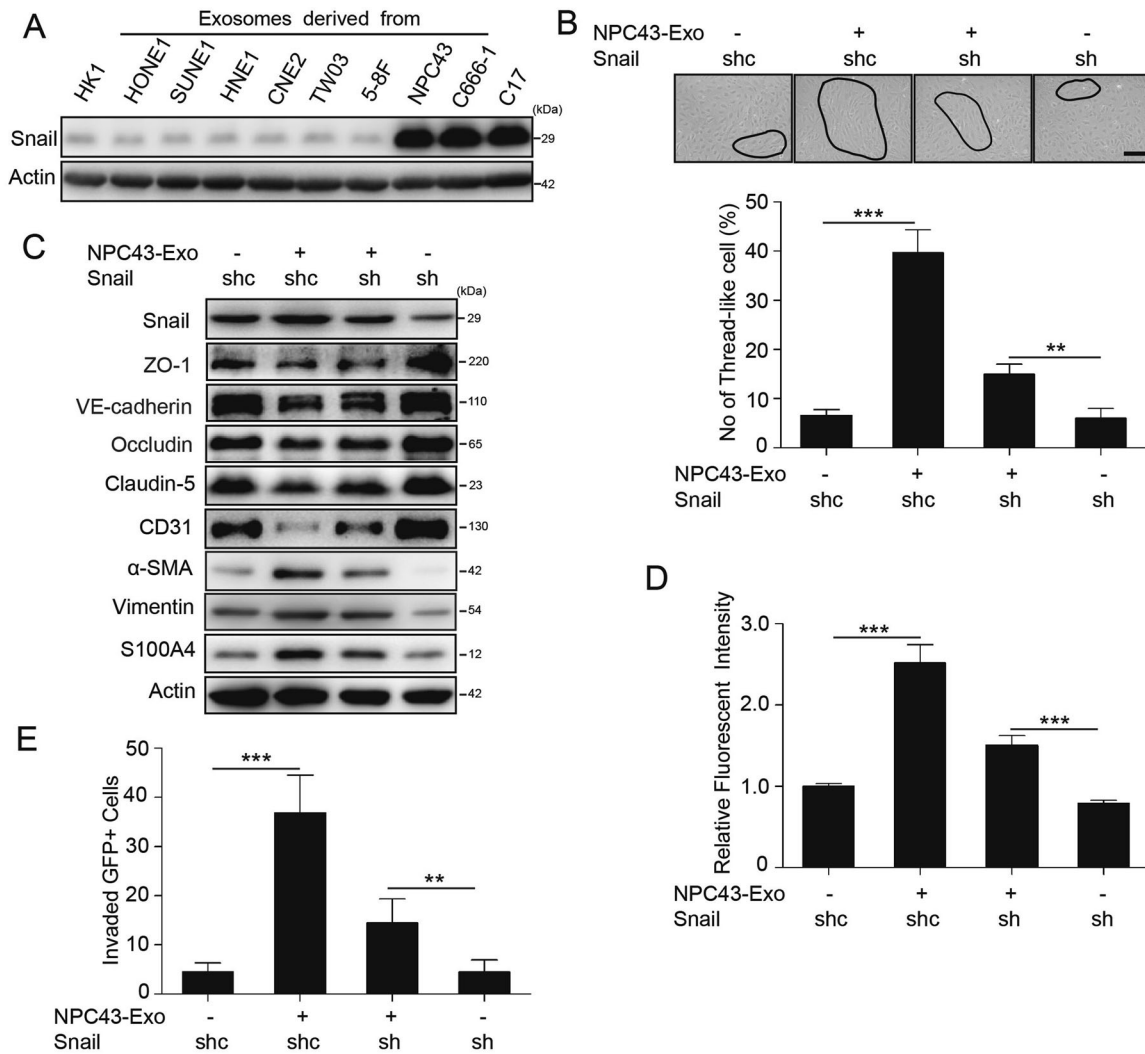 A
Exosomes derived from
HK1 HONE1 SUNE1 HNE1 CNE2 TW03 5-8F NPC43 C666-1 C17
(kDa)
Snail 29
Actin 42
B
NPC43-Exo - + + -
Snail shc shc sh sh
No of Thread-like cell (%)
50
40
30
20
10
0
*** **
NPC43-Exo - + + -
Snail shc shc sh sh
C
NPC43-Exo - + + -
Snail shc shc sh sh
(kDa)
Snail 29
ZO-1 220
VE-cadherin 110
Occludin 65
Claudin-5 23
CD31 130
α-SMA 42
Vimentin 54
S100A4 12
Actin 42
D
Relative Fluorescent Intensity
3.0
2.0
1.0
0
*** ***
NPC43-Exo - + + -
Snail shc shc sh sh
E
Invaded GFP+ Cells
50
40
30
20
10
0
*** **
NPC43-Exo - + + -
Snail shc shc sh sh